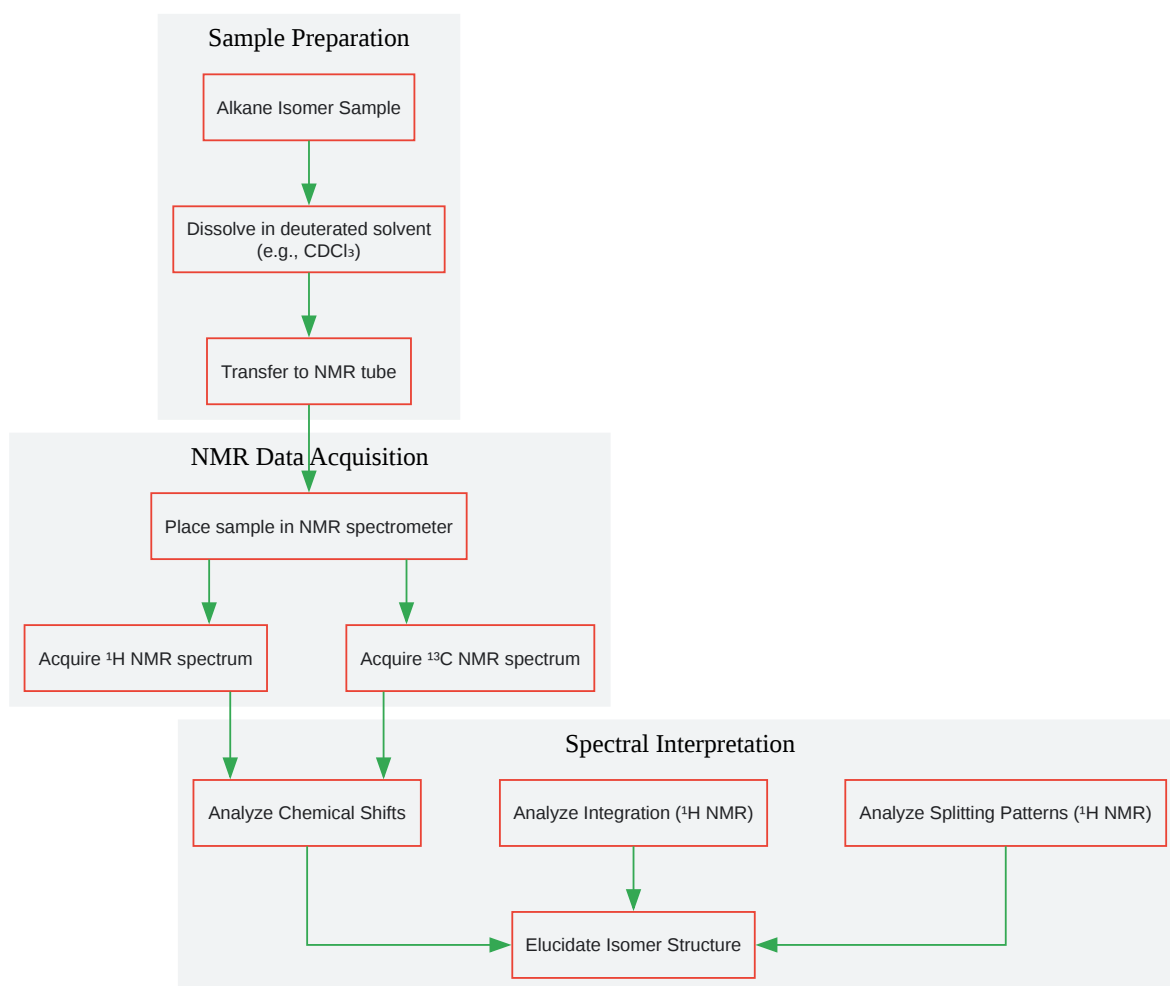 Sample Preparation
Alkane Isomer Sample
Dissolve in deuterated solvent
(e.g., CDCl₃)
Transfer to NMR tube
NMR Data Acquisition
Place sample in NMR spectrometer
Acquire ¹H NMR spectrum
Acquire ¹³C NMR spectrum
Spectral Interpretation
Analyze Chemical Shifts
Analyze Integration (¹H NMR)
Analyze Splitting Patterns (¹H NMR)
Elucidate Isomer Structure